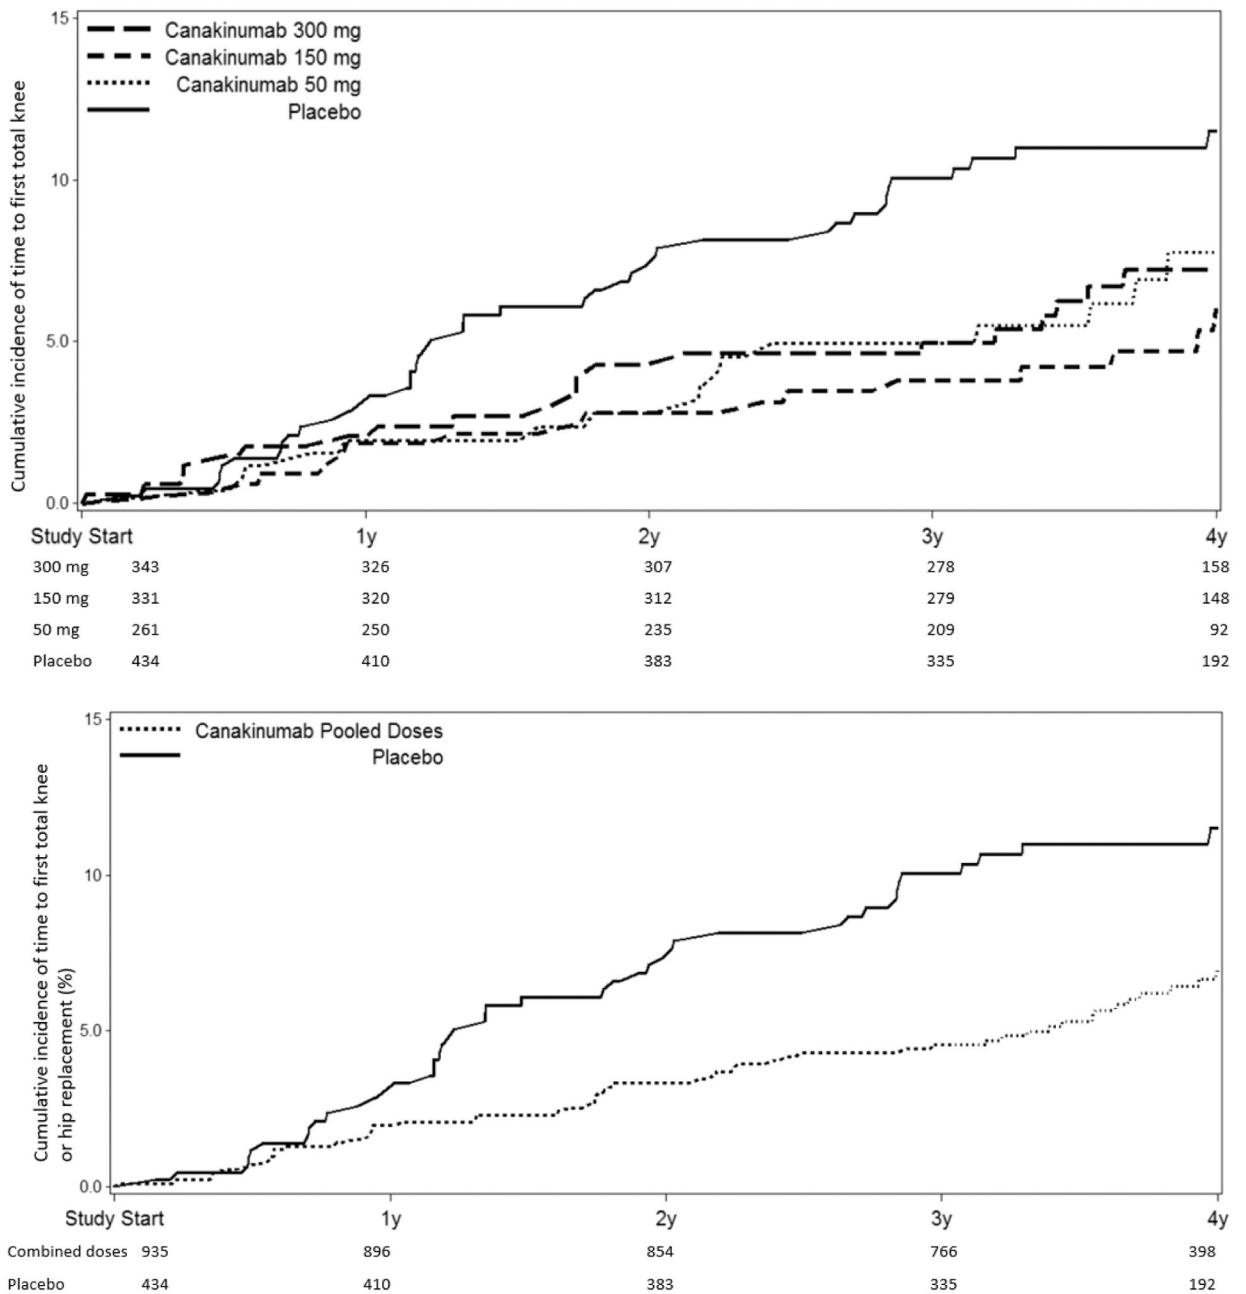 Cumulative incidence of time to first total knee
15
10
5.0
0.0
Canakinumab 300 mg
Canakinumab 150 mg
Canakinumab 50 mg
Placebo
Study Start 1y 2y 3y 4y
300 mg 343 326 307 278 158
150 mg 331 320 312 279 148
50 mg 261 250 235 209 92
Placebo 434 410 383 335 192
Cumulative incidence of time to first total knee
or hip replacement (%)
15
10
5.0
0.0
Canakinumab Pooled Doses
Placebo
Study Start 1y 2y 3y 4y
Combined doses 935 896 854 766 398
Placebo 434 410 383 335 192